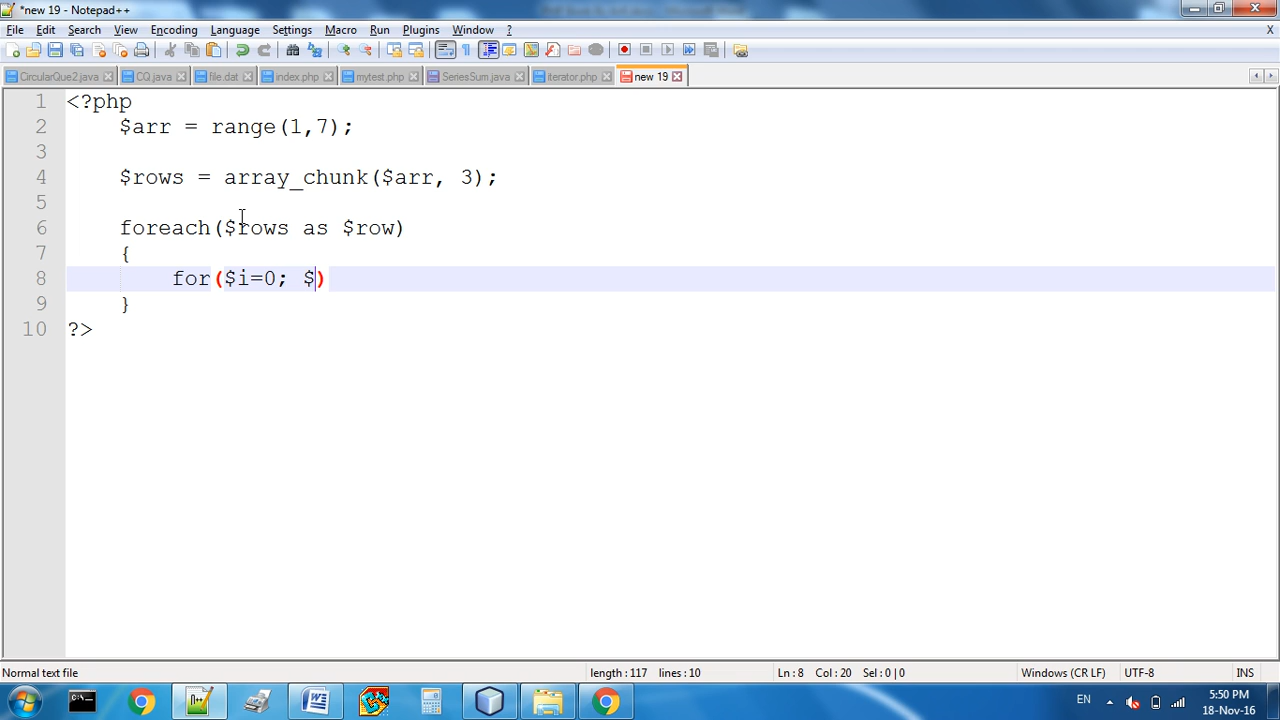 *new 19 - Notepad++
File Edit Search View Encoding Language Settings Macro Run Plugins Window ? X
CircularQue2.java CQ.java file.dat index.php mytest.php SeriesSum.java iterator.php new 19
1 <?php
2 $arr = range(1,7);
3
4 $rows = array_chunk($arr, 3);
5
6 foreach($rows as $row)
7 {
8 for($i=0; $)
9 }
10 ?>
Normal text file length : 117 lines : 10 Ln : 8 Col : 20 Sel : 0 | 0 Windows (CR LF) UTF-8 INS
EN 5:50 PM
18-Nov-16